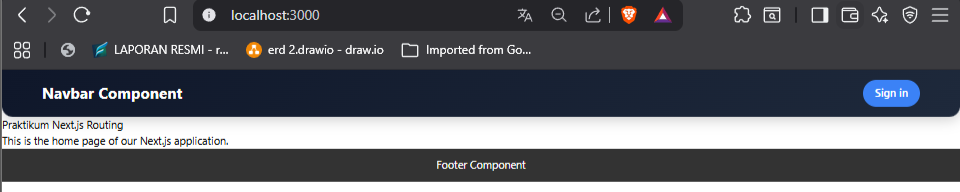 localhost:3000
LAPORAN RESMI - r...
erd 2.drawio - draw.io
Imported from Go...
Navbar Component
Sign in
Praktikum Next.js Routing
This is the home page of our Next.js application.
Footer Component